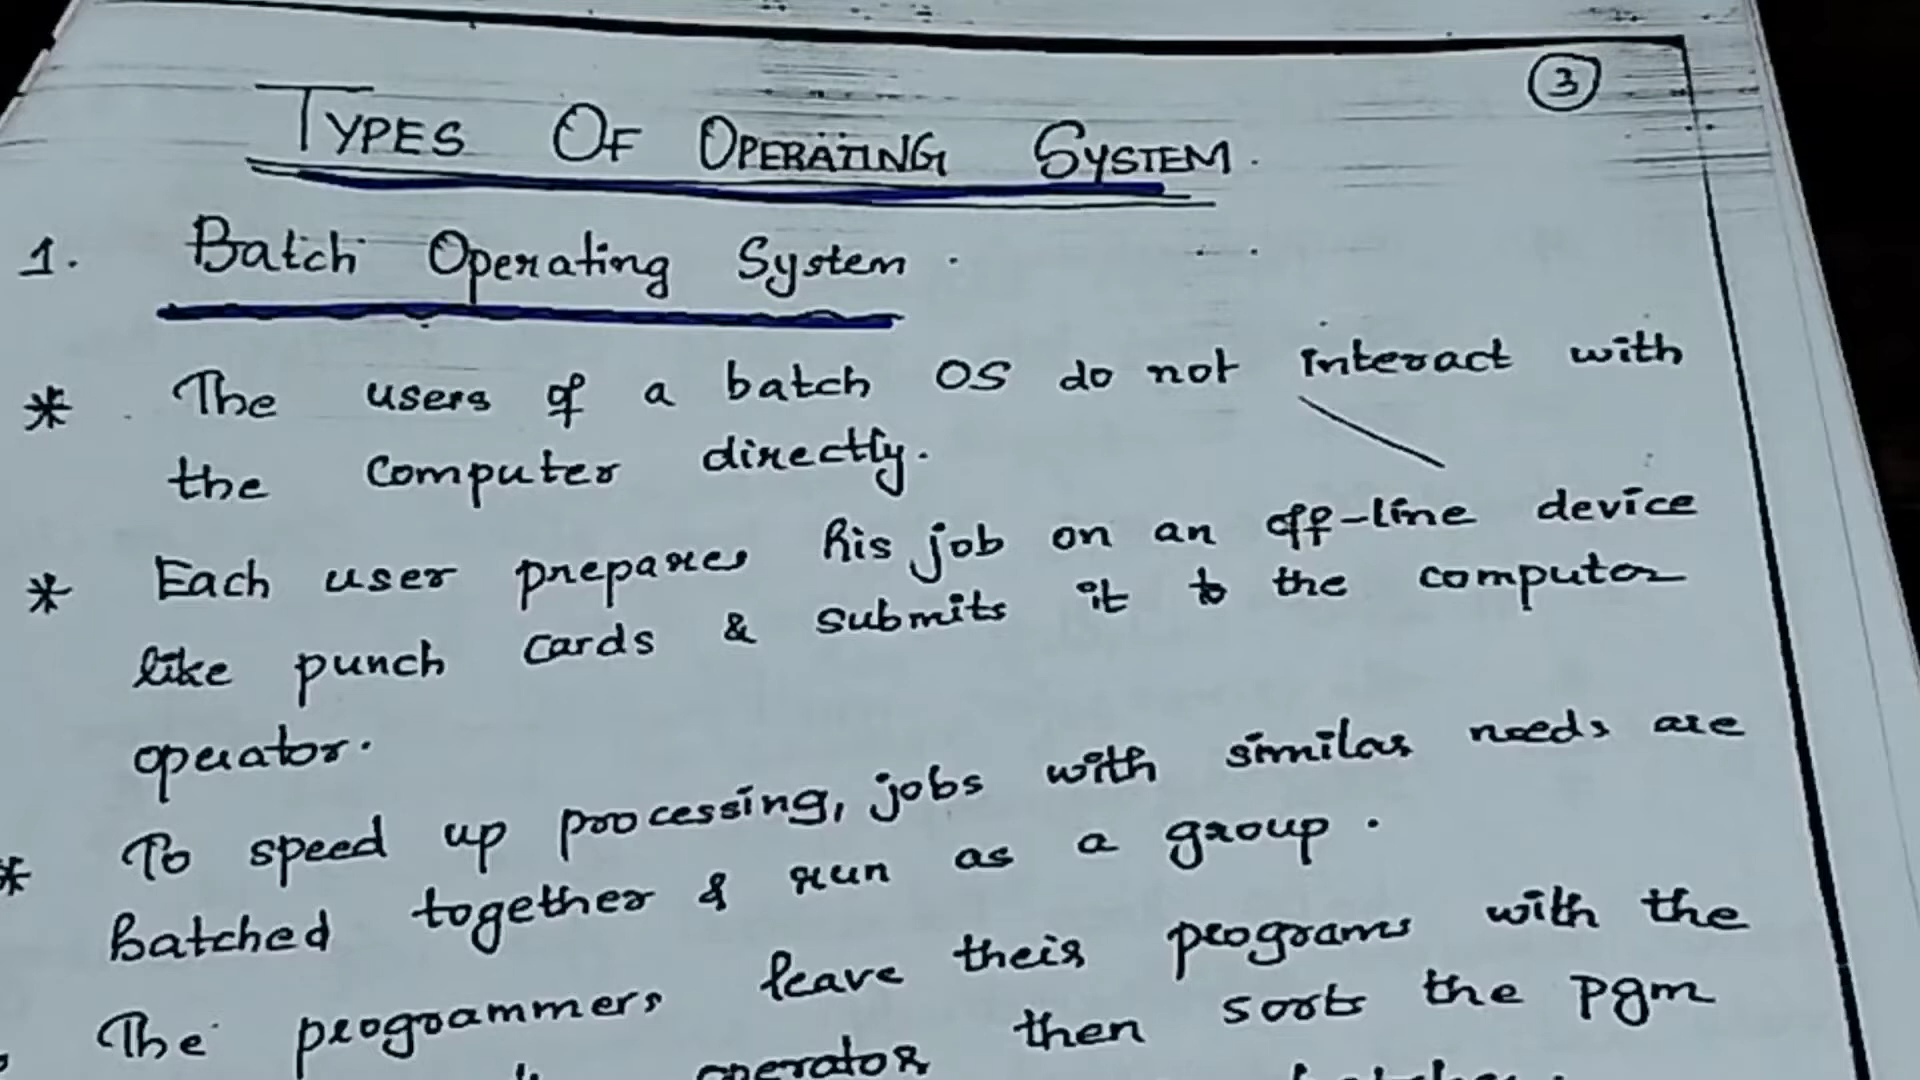 3
TYPES OF OPERATING SYSTEM.
1. Batch Operating System.
* The users of a batch OS do not interact with
the computer directly.
* Each user prepares his job on an off-line device
like punch cards & submits it to the computer
operator.
* To speed up processing, jobs with similar needs are
Batched together & run as a group.
The programmers leave their programs with the
operator then sorts the pgm